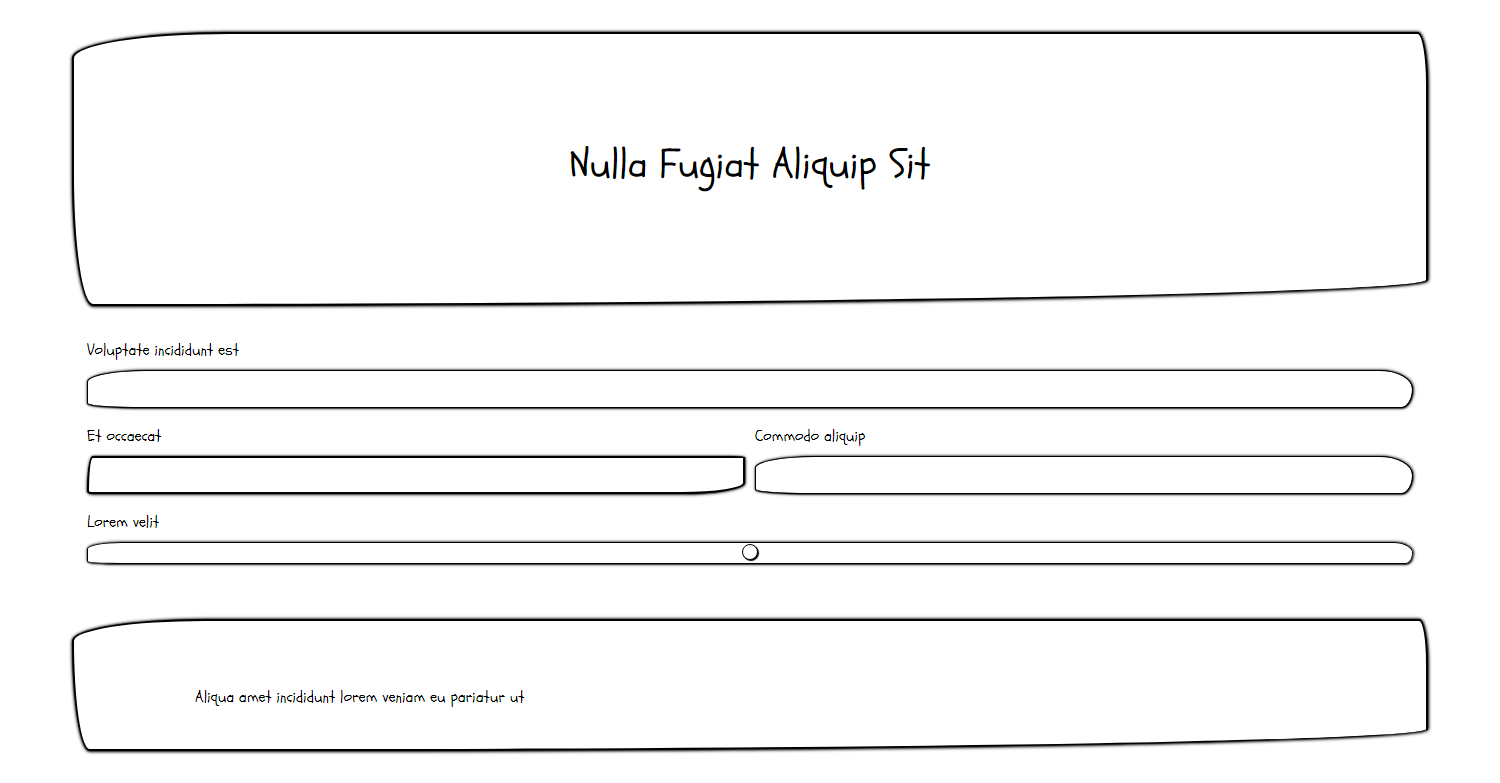 Nulla Fugiat Aliquip Sit
Voluptate incididunt est
Et occaecat
Commodo aliquip
Lorem velit
Aliqua amet incididunt lorem veniam eu pariatur ut